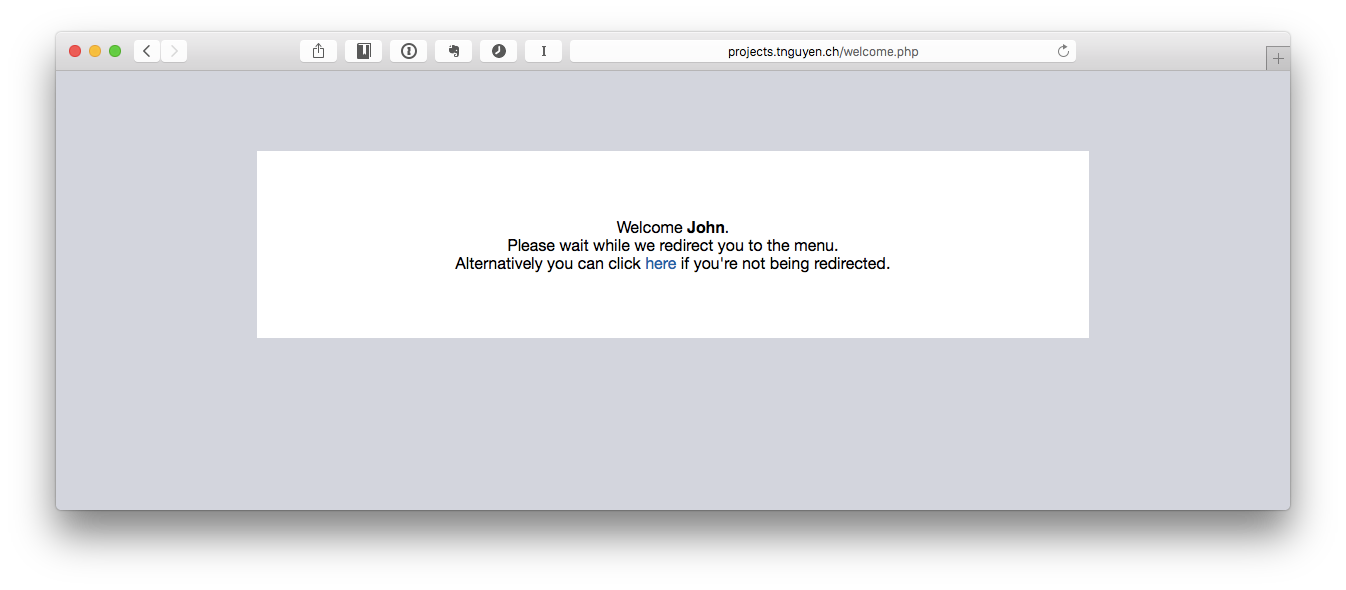 projects.tnguyen.ch/welcome.php
Welcome John.
Please wait while we redirect you to the menu.
Alternatively you can click here if you're not being redirected.